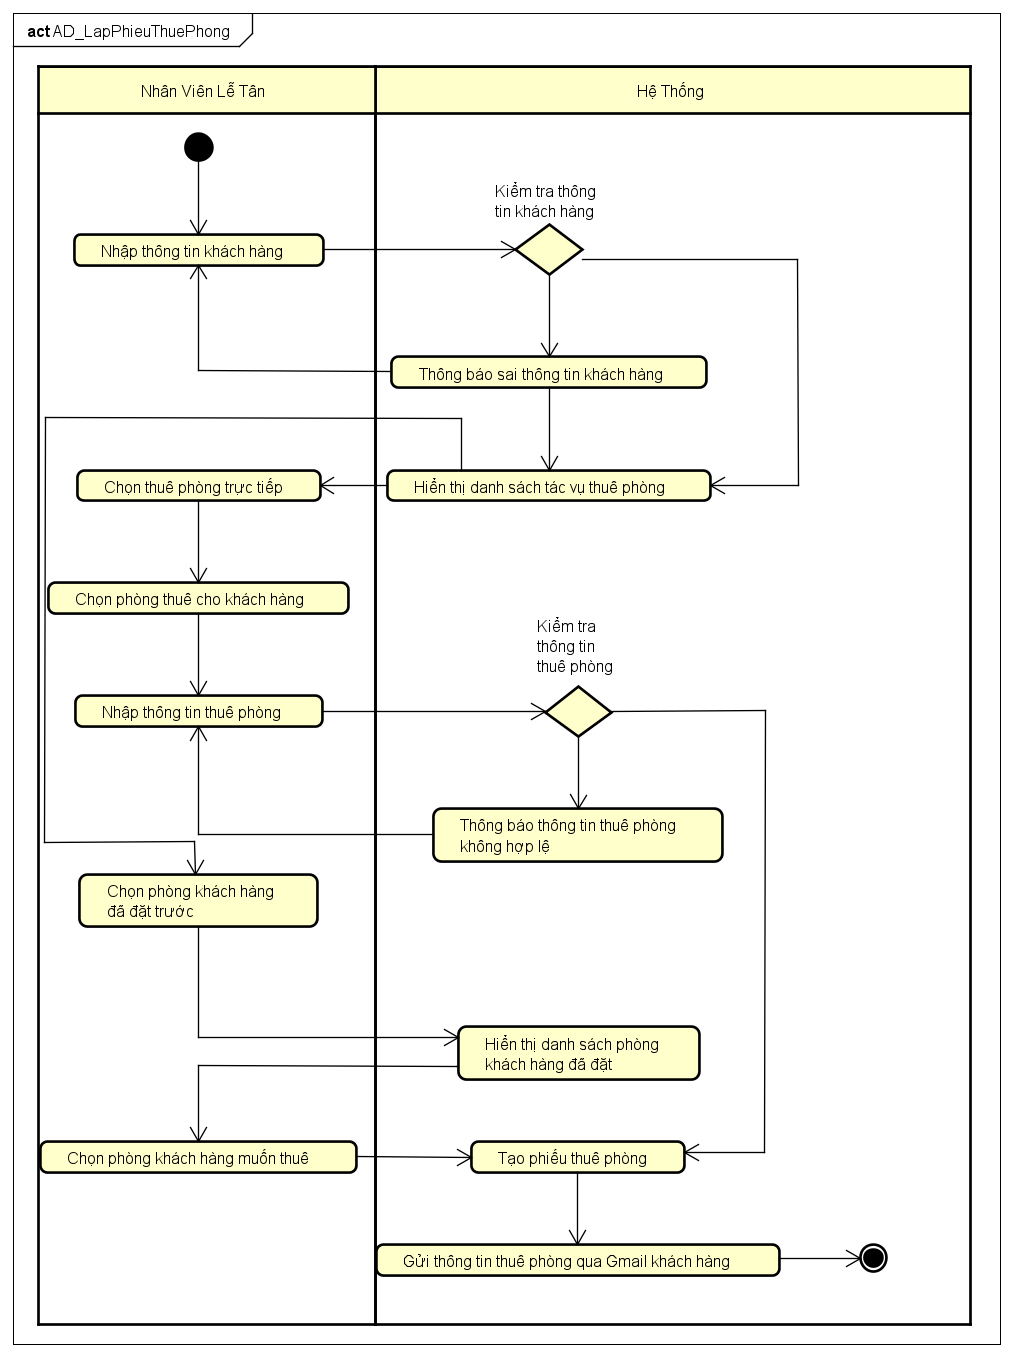 act AD_LapPhieuThuePhong
Nhân Viên Lễ Tân
Hệ Thống
Kiểm tra thông
tin khách hàng
Nhập thông tin khách hàng
Thông báo sai thông tin khách hàng
Chọn thuê phòng trực tiếp
Hiển thị danh sách tác vụ thuê phòng
Chọn phòng thuê cho khách hàng
Kiểm tra
thông tin
thuê phòng
Nhập thông tin thuê phòng
Thông báo thông tin thuê phòng
không hợp lệ
Chọn phòng khách hàng
đã đặt trước
Hiển thị danh sách phòng
khách hàng đã đặt
Chọn phòng khách hàng muốn thuê
Tạo phiếu thuê phòng
Gửi thông tin thuê phòng qua Gmail khách hàng